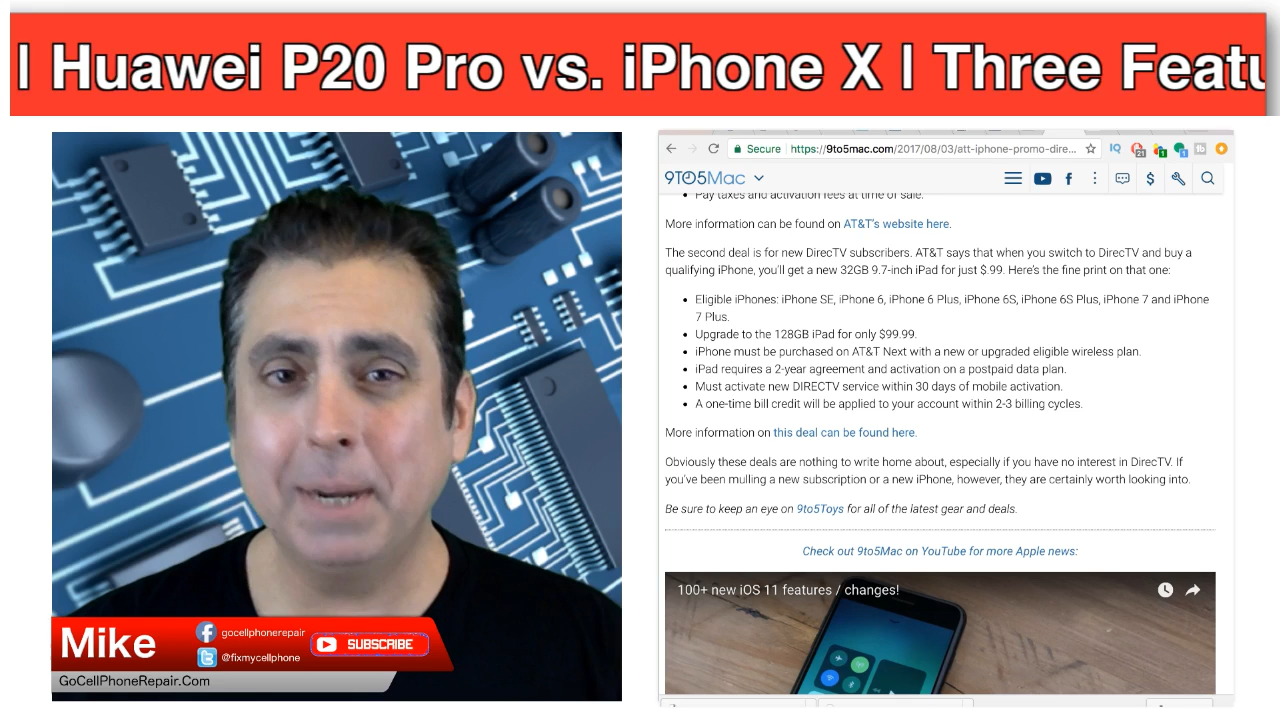 | Huawei P20 Pro vs. iPhone X | Three Featu
Secure | https://9to5mac.com/2017/08/03/att-iphone-promo-dire...
IQ
21
1
1
9TO5Mac
Pay taxes and activation fees at time of sale.
More information can be found on AT&T's website here.
The second deal is for new DirecTV subscribers. AT&T says that when you switch to DirecTV and buy a
qualifying iPhone, you'll get a new 32GB 9.7-inch iPad for just $.99. Here's the fine print on that one:
• Eligible iPhones: iPhone SE, iPhone 6, iPhone 6 Plus, iPhone 6S, iPhone 6S Plus, iPhone 7 and iPhone
7 Plus.
• Upgrade to the 128GB iPad for only $99.99.
• iPhone must be purchased on AT&T Next with a new or upgraded eligible wireless plan.
• iPad requires a 2-year agreement and activation on a postpaid data plan.
• Must activate new DIRECTV service within 30 days of mobile activation.
• A one-time bill credit will be applied to your account within 2-3 billing cycles.
More information on this deal can be found here.
Obviously these deals are nothing to write home about, especially if you have no interest in DirecTV. If
you've been mulling a new subscription or a new iPhone, however, they are certainly worth looking into.
Be sure to keep an eye on 9to5Toys for all of the latest gear and deals.
Check out 9to5Mac on YouTube for more Apple news:
100+ new iOS 11 features / changes!
Mike
gocellphonerepair
@fixmycellphone
SUBSCRIBE
GoCellPhoneRepair.Com